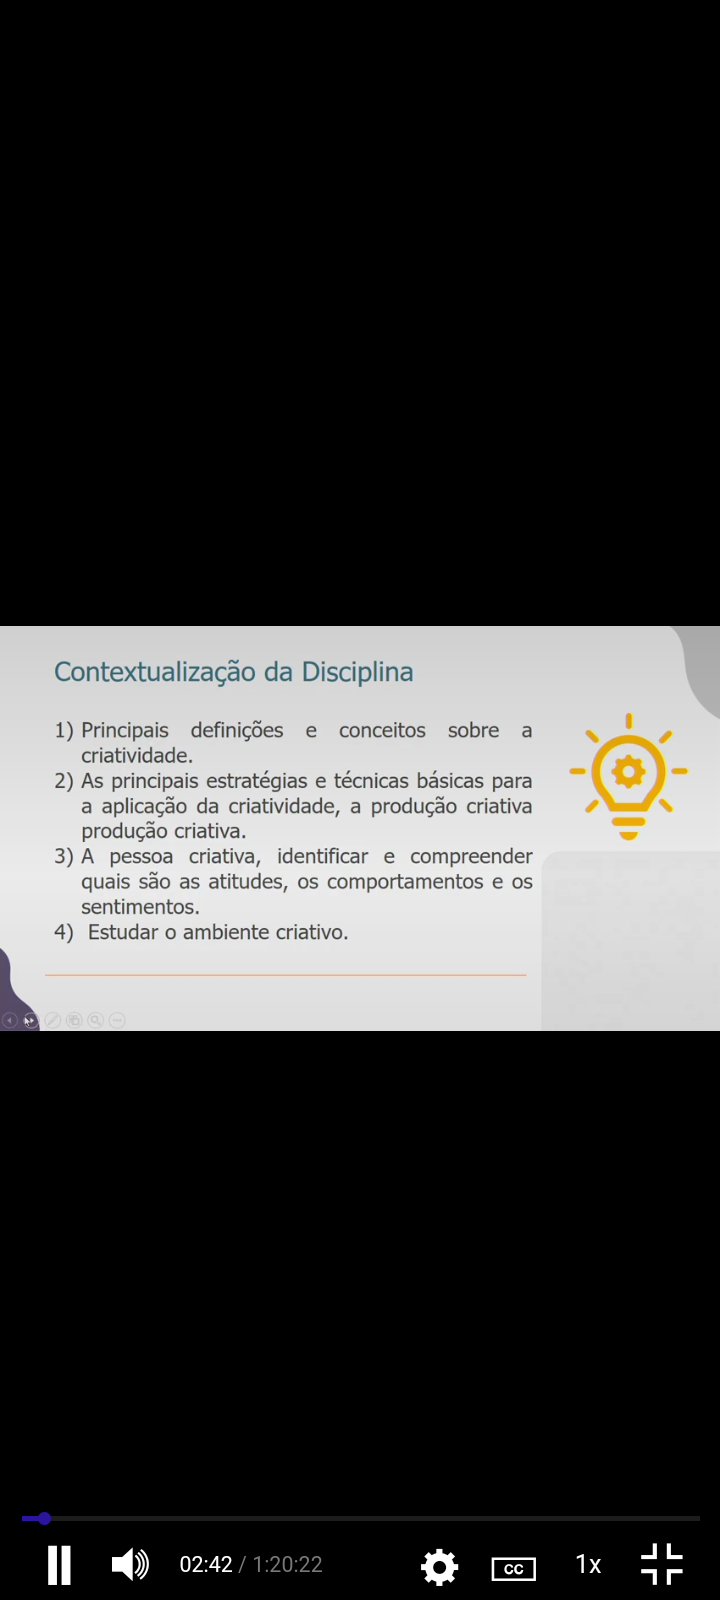 Contextualização da Disciplina
1) Principais definições e conceitos sobre a
criatividade.
2) As principais estratégias e técnicas básicas para
a aplicação da criatividade, a produção criativa
produção criativa.
3) A pessoa criativa, identificar e compreender
quais são as atitudes, os comportamentos e os
sentimentos.
4) Estudar o ambiente criativo.
02:42 / 1:20:22 CC 1x